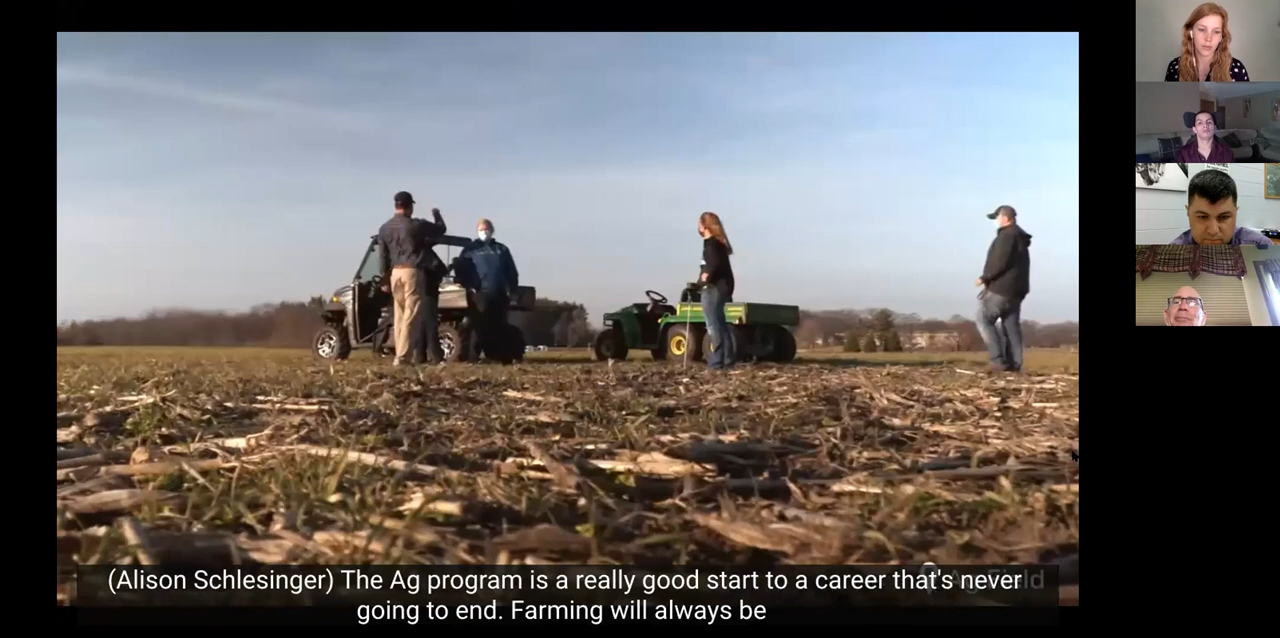 (Alison Schlesinger) The Ag program is a really good start to a career that's never
going to end. Farming will always be